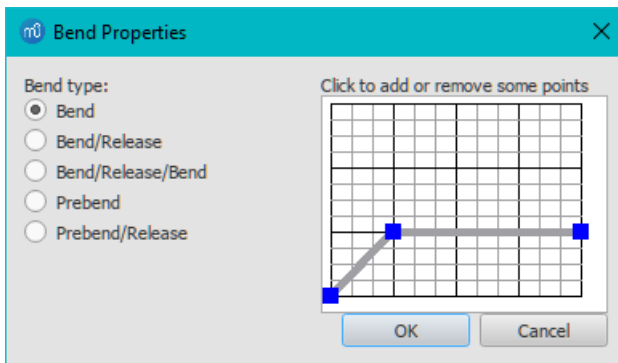 Bend Properties
Bend type:
Bend
Bend/Release
Bend/Release/Bend
Prebend
Prebend/Release
Click to add or remove some points
OK
Cancel